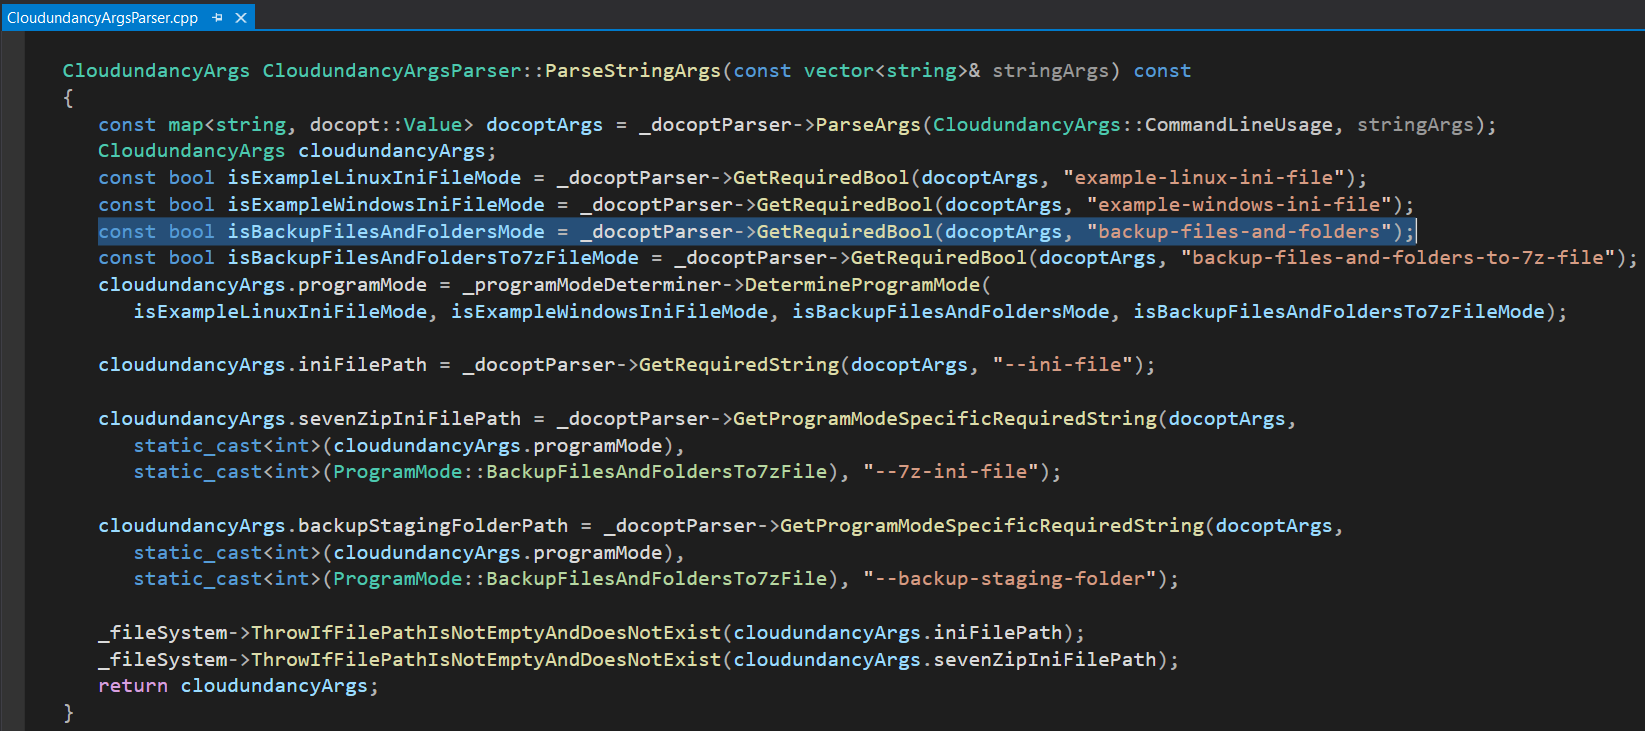 CloudundancyArgsParser.cpp
CloudundancyArgs CloudundancyArgsParser::ParseStringArgs(const vector<string>& stringArgs) const
{
const map<string, docopt::Value> docoptArgs = _docoptParser->ParseArgs(CloudundancyArgs::CommandLineUsage, stringArgs);
CloudundancyArgs cloudundancyArgs;
const bool isExampleLinuxIniFileMode = _docoptParser->GetRequiredBool(docoptArgs, "example-linux-ini-file");
const bool isExampleWindowsIniFileMode = _docoptParser->GetRequiredBool(docoptArgs, "example-windows-ini-file");
const bool isBackupFilesAndFoldersMode = _docoptParser->GetRequiredBool(docoptArgs, "backup-files-and-folders");
const bool isBackupFilesAndFoldersTo7zFileMode = _docoptParser->GetRequiredBool(docoptArgs, "backup-files-and-folders-to-7z-file");
cloudundancyArgs.programMode = _programModeDeterminer->DetermineProgramMode(
isExampleLinuxIniFileMode, isExampleWindowsIniFileMode, isBackupFilesAndFoldersMode, isBackupFilesAndFoldersTo7zFileMode);
cloudundancyArgs.iniFilePath = _docoptParser->GetRequiredString(docoptArgs, "--ini-file");
cloudundancyArgs.sevenZipIniFilePath = _docoptParser->GetProgramModeSpecificRequiredString(docoptArgs,
static_cast<int>(cloudundancyArgs.programMode),
static_cast<int>(ProgramMode::BackupFilesAndFoldersTo7zFile), "--7z-ini-file");
cloudundancyArgs.backupStagingFolderPath = _docoptParser->GetProgramModeSpecificRequiredString(docoptArgs,
static_cast<int>(cloudundancyArgs.programMode),
static_cast<int>(ProgramMode::BackupFilesAndFoldersTo7zFile), "--backup-staging-folder");
_fileSystem->ThrowIfFilePathIsNotEmptyAndDoesNotExist(cloudundancyArgs.iniFilePath);
_fileSystem->ThrowIfFilePathIsNotEmptyAndDoesNotExist(cloudundancyArgs.sevenZipIniFilePath);
return cloudundancyArgs;
}